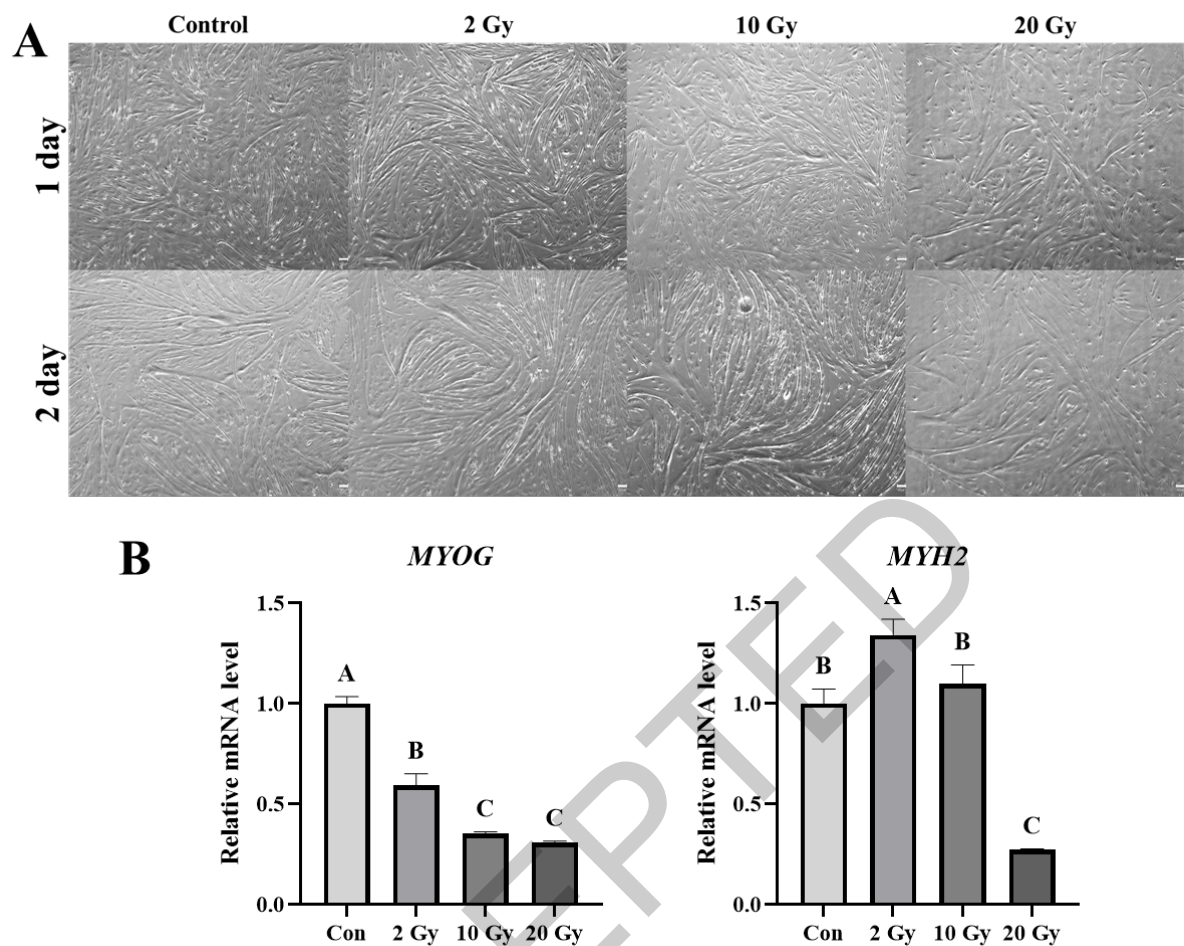 A
Control 2 Gy 10 Gy 20 Gy
1 day
2 day
B
MYOG MYH2
Relative mRNA level
1.5
1.0
0.5
0.0
A
B
C
C
Con 2 Gy 10 Gy 20 Gy
Relative mRNA level
1.5
1.0
0.5
0.0
B
A
B
C
Con 2 Gy 10 Gy 20 Gy
EPTED